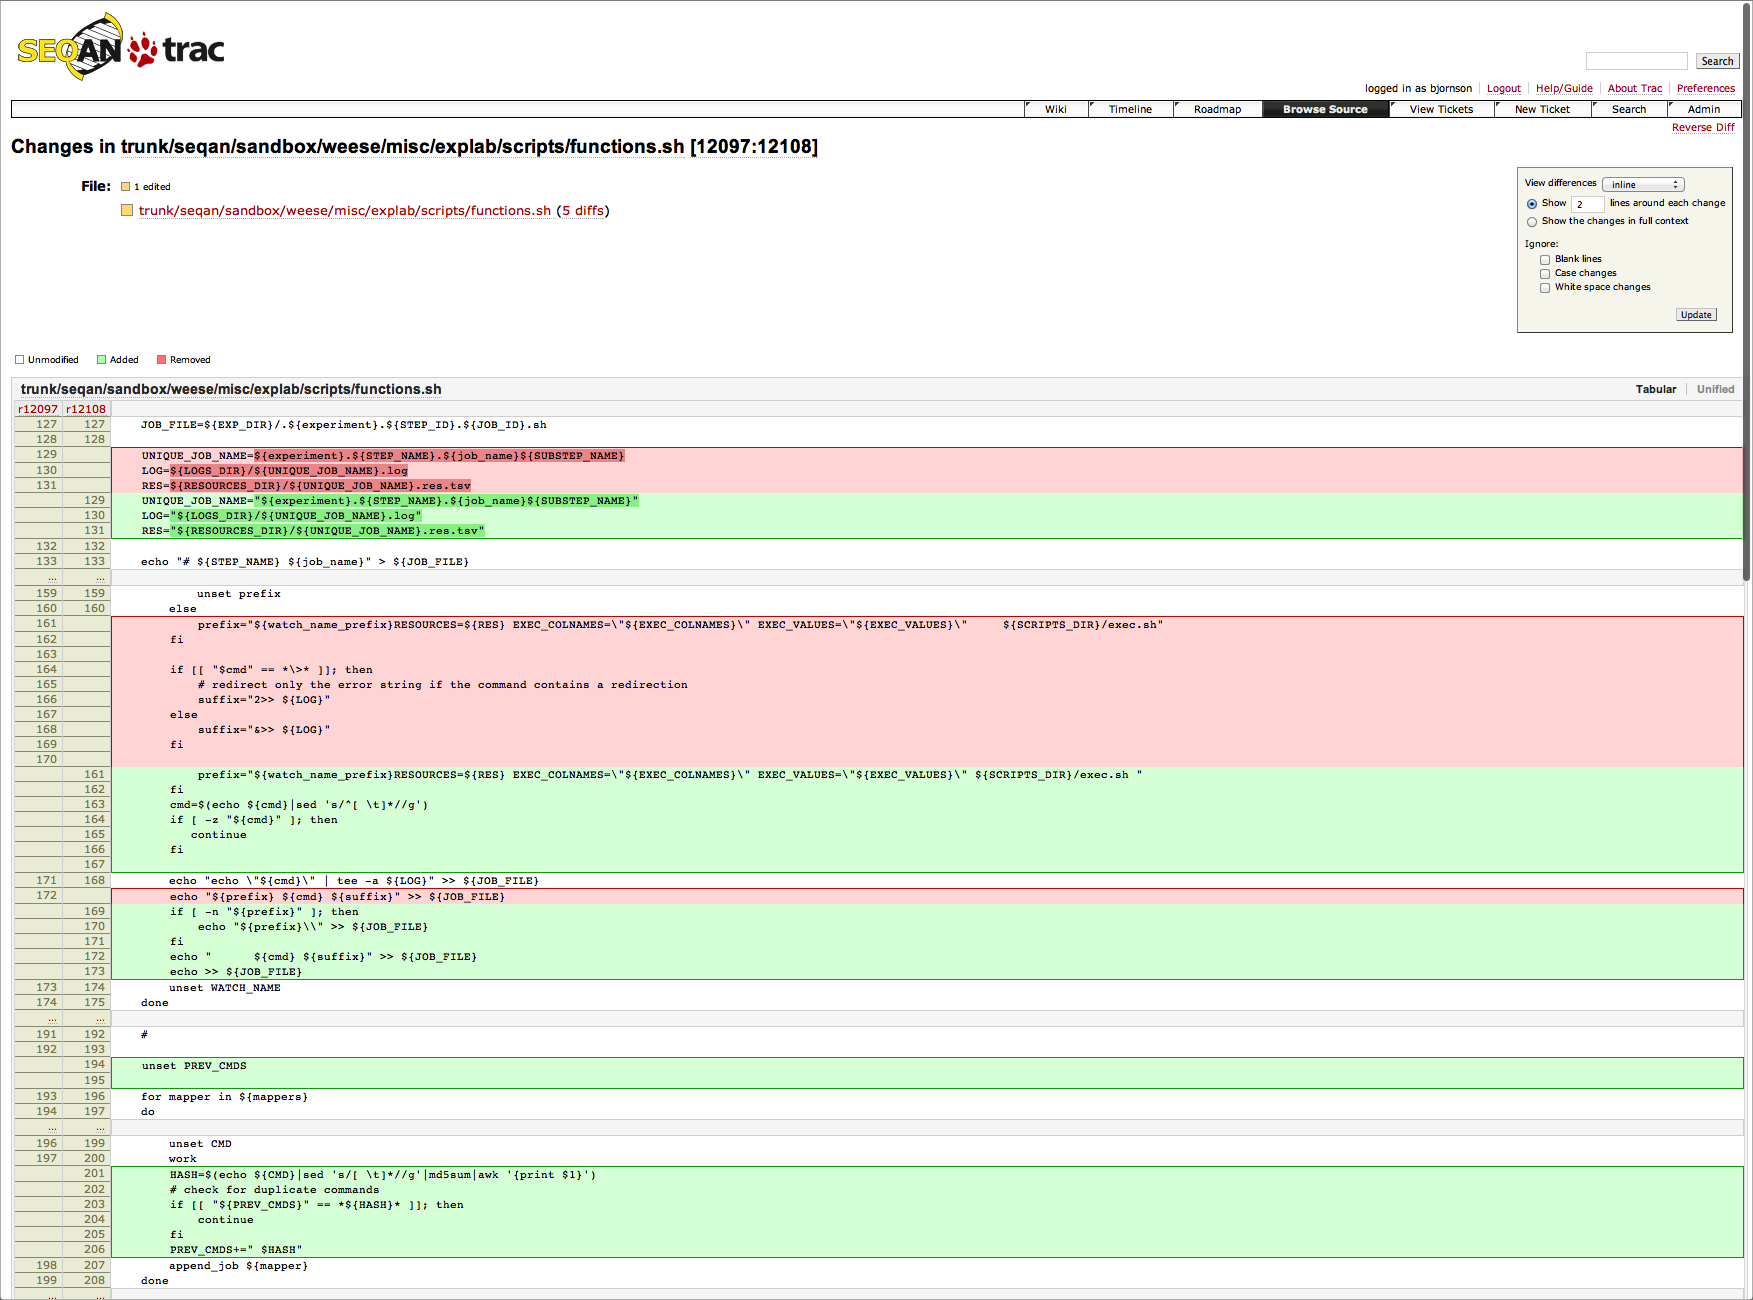 SEQAN trac
Search
logged in as bjornson Logout Help/Guide About Trac Preferences
Wiki Timeline Roadmap Browse Source View Tickets New Ticket Search Admin
Reverse Diff
Changes in trunk/seqan/sandbox/weese/misc/explab/scripts/functions.sh [12097:12108]
File: 1 edited
trunk/seqan/sandbox/weese/misc/explab/scripts/functions.sh (5 diffs)
View differences inline
Show 2 lines around each change
Show the changes in full context
Ignore:
Blank lines
Case changes
White space changes
Update
Unmodified Added Removed
trunk/seqan/sandbox/weese/misc/explab/scripts/functions.sh Tabular Unified
r12097 r12108
127 127 JOB_FILE=${EXP_DIR}/.${experiment}.${STEP_ID}.${JOB_ID}.sh
128 128
129 UNIQUE_JOB_NAME=${experiment}.${STEP_NAME}.${job_name}${SUBSTEP_NAME}
130 LOG=${LOGS_DIR}/${UNIQUE_JOB_NAME}.log
131 RES=${RESOURCES_DIR}/${UNIQUE_JOB_NAME}.res.tsv
129 UNIQUE_JOB_NAME="${experiment}.${STEP_NAME}.${job_name}${SUBSTEP_NAME}"
130 LOG="${LOGS_DIR}/${UNIQUE_JOB_NAME}.log"
131 RES="${RESOURCES_DIR}/${UNIQUE_JOB_NAME}.res.tsv"
132 132
133 133 echo "# ${STEP_NAME} ${job_name}" > ${JOB_FILE}
... ...
159 159 unset prefix
160 160 else
161 prefix="${watch_name_prefix}RESOURCES=${RES} EXEC_COLNAMES=\"${EXEC_COLNAMES}\" EXEC_VALUES=\"${EXEC_VALUES}\" ${SCRIPTS_DIR}/exec.sh"
162 fi
163
164 if [[ "$cmd" == *\>* ]]; then
165 # redirect only the error string if the command contains a redirection
166 suffix="2>> ${LOG}"
167 else
168 suffix="&>> ${LOG}"
169 fi
170
161 prefix="${watch_name_prefix}RESOURCES=${RES} EXEC_COLNAMES=\"${EXEC_COLNAMES}\" EXEC_VALUES=\"${EXEC_VALUES}\" ${SCRIPTS_DIR}/exec.sh "
162 fi
163 cmd=$(echo ${cmd}|sed 's/^[ \t]*//g')
164 if [ -z "${cmd}" ]; then
165 continue
166 fi
167
171 168 echo "echo \"${cmd}\" | tee -a ${LOG}" >> ${JOB_FILE}
172 echo "${prefix} ${cmd} ${suffix}" >> ${JOB_FILE}
169 if [ -n "${prefix}" ]; then
170 echo "${prefix}\\" >> ${JOB_FILE}
171 fi
172 echo " ${cmd} ${suffix}" >> ${JOB_FILE}
173 echo >> ${JOB_FILE}
173 174 unset WATCH_NAME
174 175 done
... ...
191 192 #
192 193
194 unset PREV_CMDS
195
193 196 for mapper in ${mappers}
194 197 do
... ...
196 199 unset CMD
197 200 work
201 HASH=$(echo ${CMD}|sed 's/[ \t]*//g'|md5sum|awk '{print $1}')
202 # check for duplicate commands
203 if [[ "${PREV_CMDS}" == *${HASH}* ]]; then
204 continue
205 fi
206 PREV_CMDS+=" $HASH"
198 207 append_job ${mapper}
199 208 done
... ...